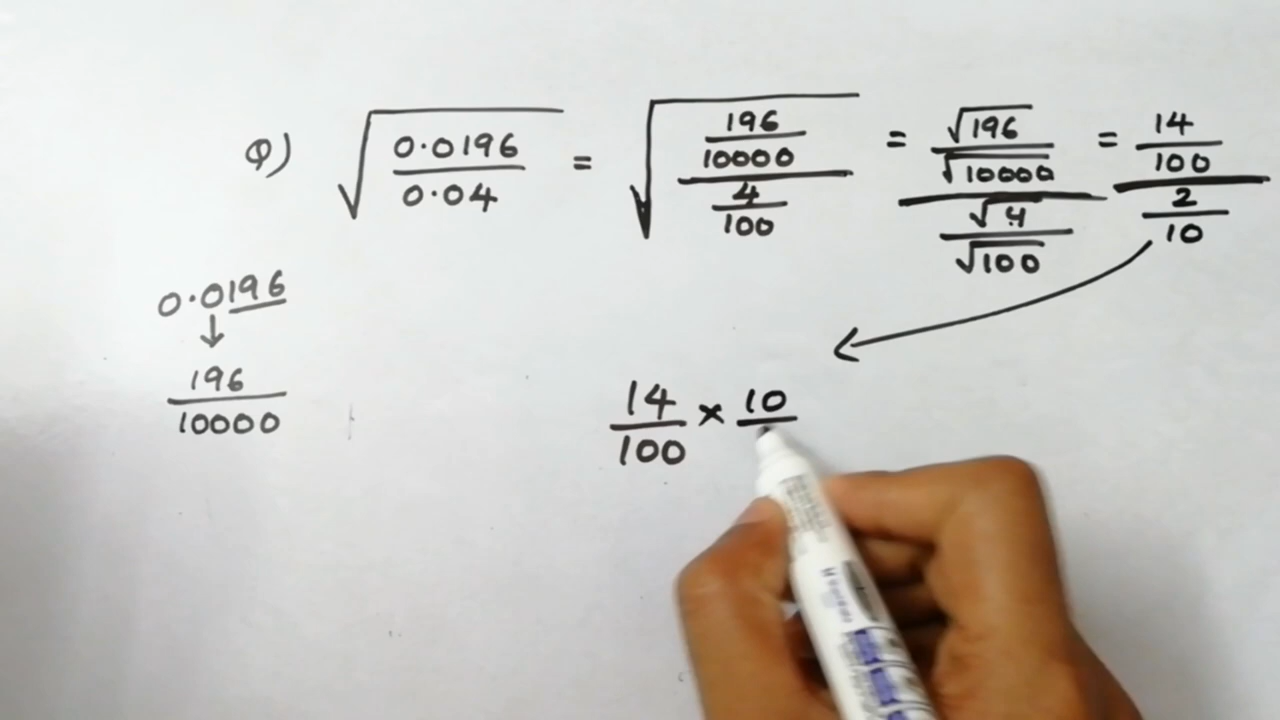 Q) √(0.0196/0.04) = √((196/10000)/(4/100)) = (√196/√10000)/(√4/√100) = (14/100)/(2/10)
0.0196
↓
196/10000
14/100 × 10/